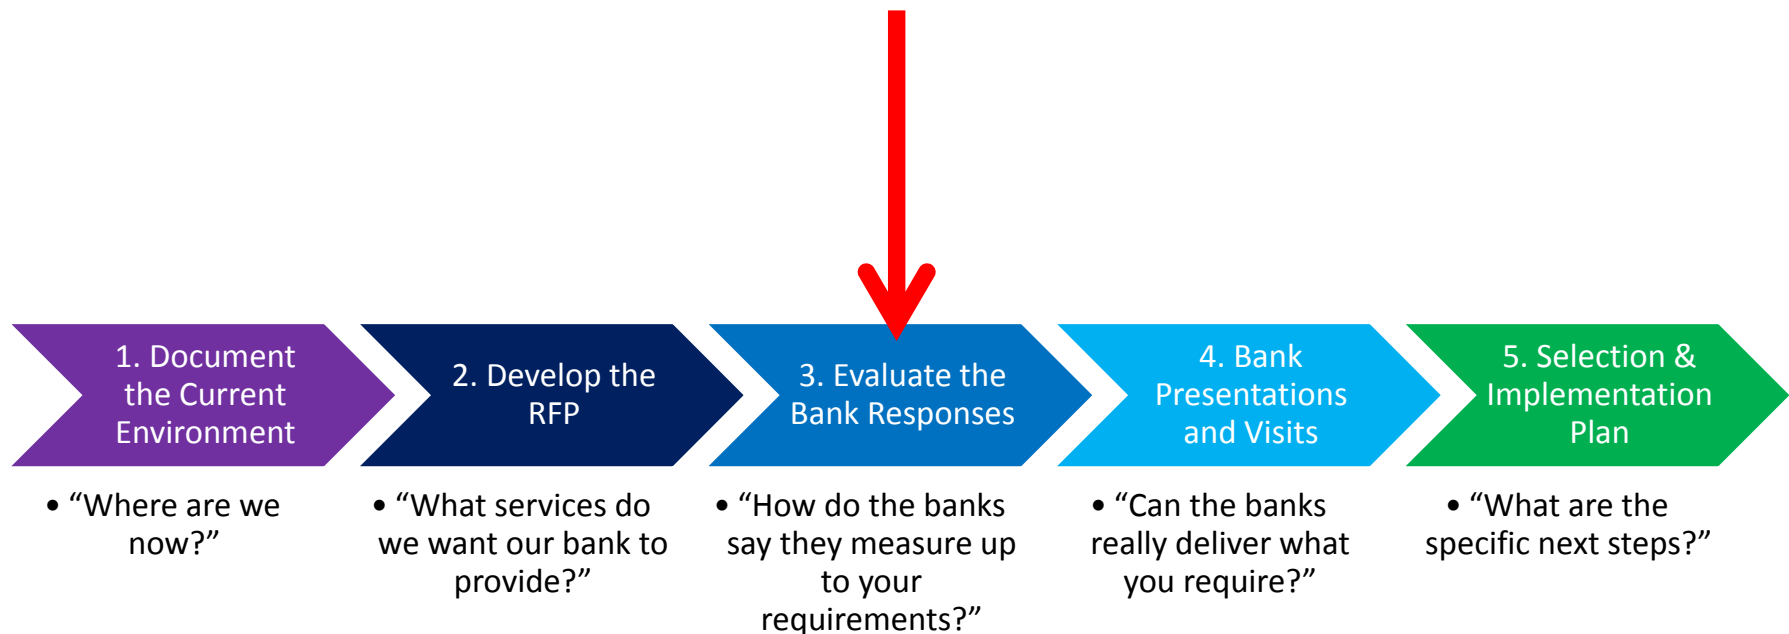 1. Document
the Current
Environment
2. Develop the
RFP
3. Evaluate the
Bank Responses
4. Bank
Presentations
and Visits
5. Selection &
Implementation
Plan
• “Where are we
now?”
• “What services do
we want our bank to
provide?”
• “How do the banks
say they measure up
to your
requirements?”
• “Can the banks
really deliver what
you require?”
• “What are the
specific next steps?”